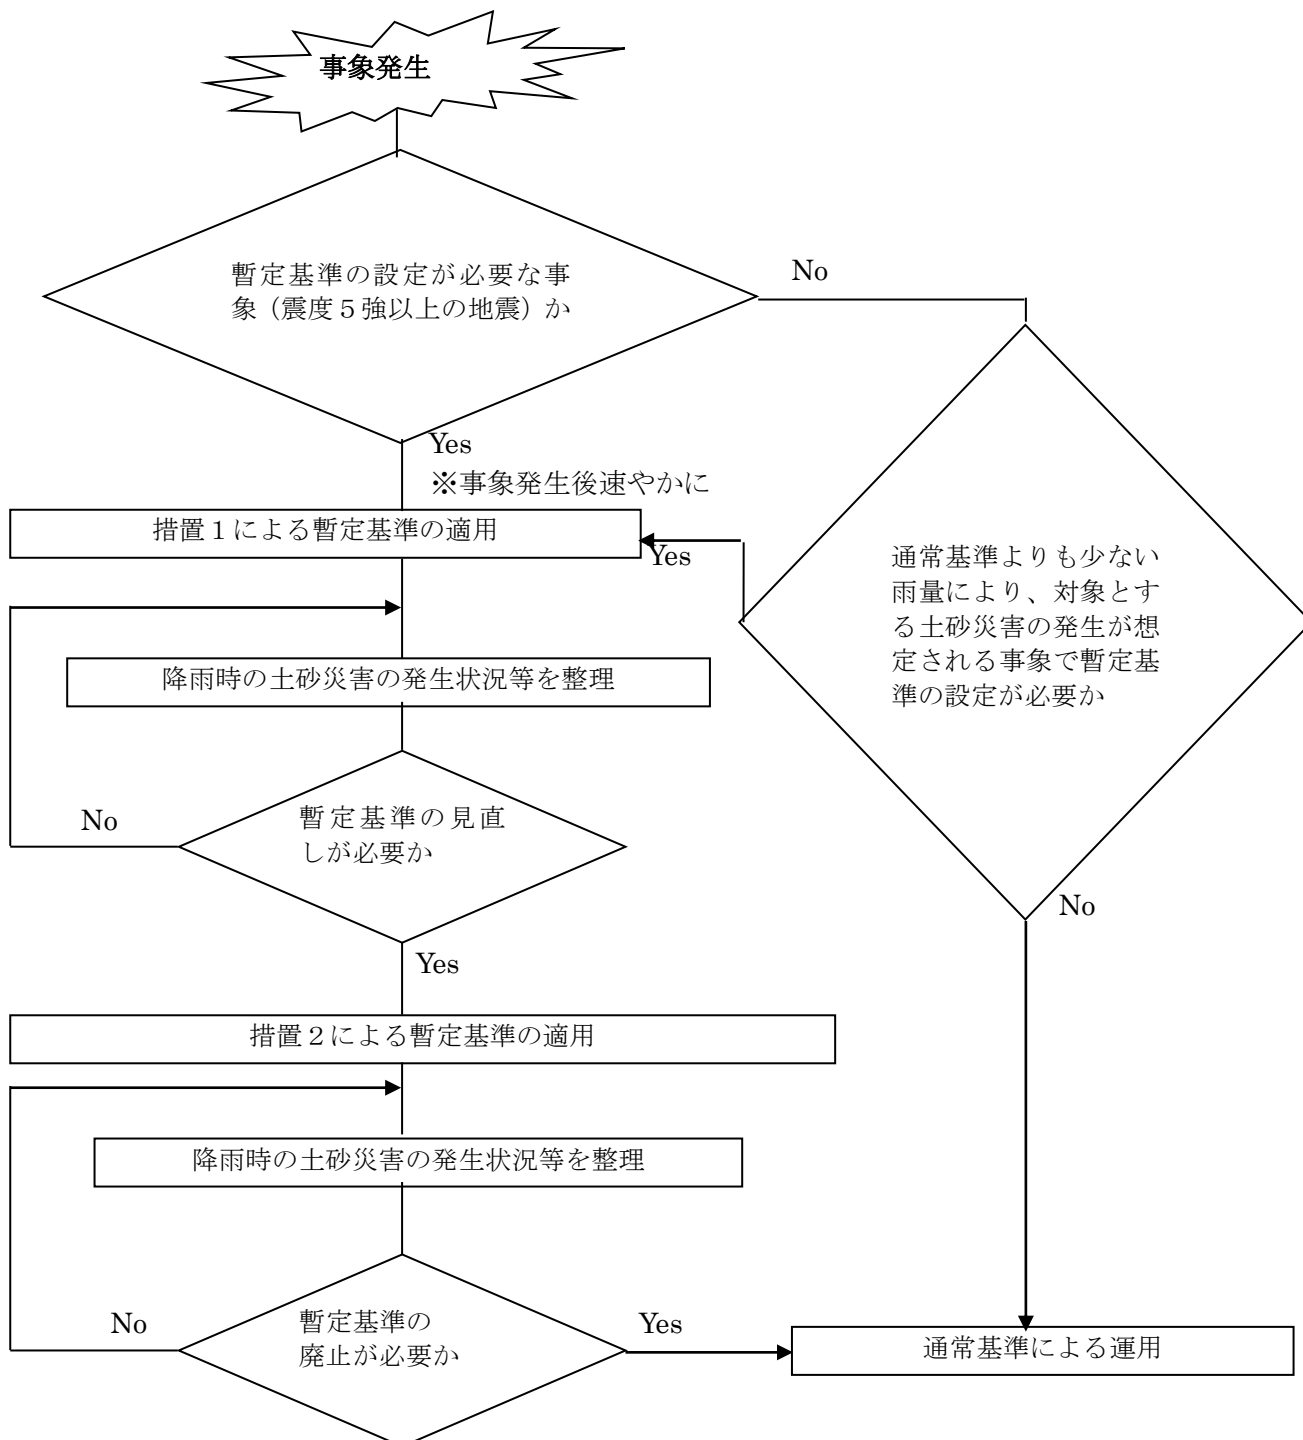 事象発生
暫定基準の設定が必要な事
象（震度５強以上の地震）か
No
Yes
※事象発生後速やかに
措置１による暫定基準の適用
Yes
通常基準よりも少ない
雨量により、対象とす
る土砂災害の発生が想
定される事象で暫定基
準の設定が必要か
降雨時の土砂災害の発生状況等を整理
No
暫定基準の見直
しが必要か
No
Yes
措置２による暫定基準の適用
降雨時の土砂災害の発生状況等を整理
No
暫定基準の
廃止が必要か
Yes
通常基準による運用